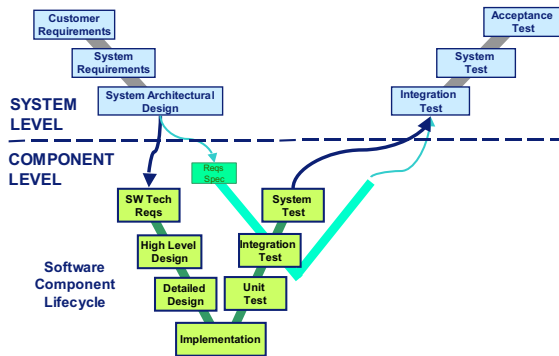 Customer
Requirements
System
Requirements
System Architectural
Design
Acceptance
Test
System
Test
Integration
Test
SYSTEM
LEVEL
COMPONENT
LEVEL
Reqs
Spec
SW Tech
Reqs
High Level
Design
Detailed
Design
Implementation
System
Test
Integration
Test
Unit
Test
Software
Component
Lifecycle